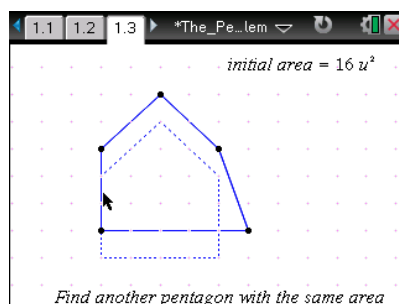 1.1 1.2 1.3 *The_Pe…lem
initial area = 16 u²
Find another pentagon with the same area